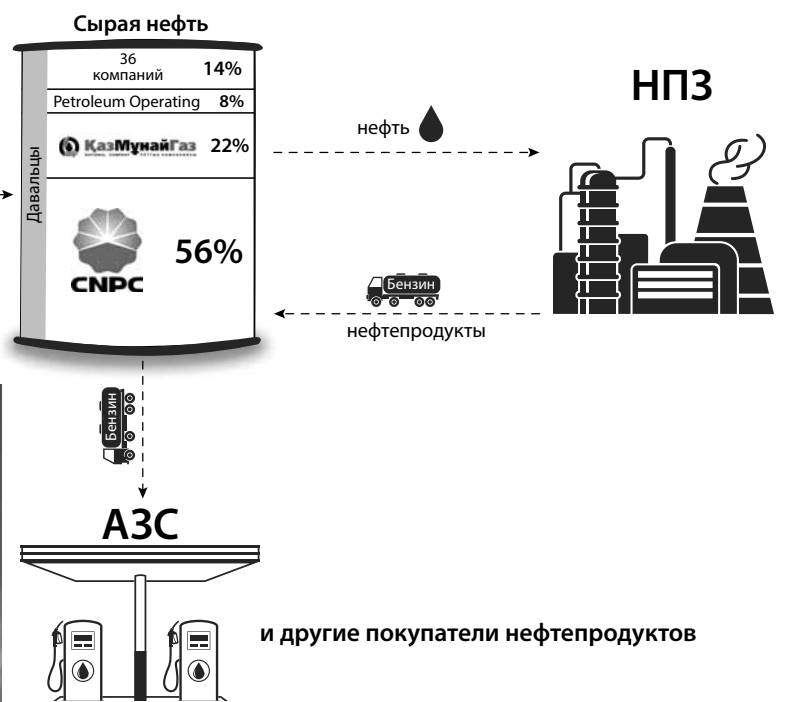 Сырая нефть
36
компаний
14%
Petroleum Operating 8%
ҚазМұнайГаз 22%
Давальцы
CNPC
56%
нефть
НПЗ
Бензин
нефтепродукты
Бензин
АЗС
и другие покупатели нефтепродуктов